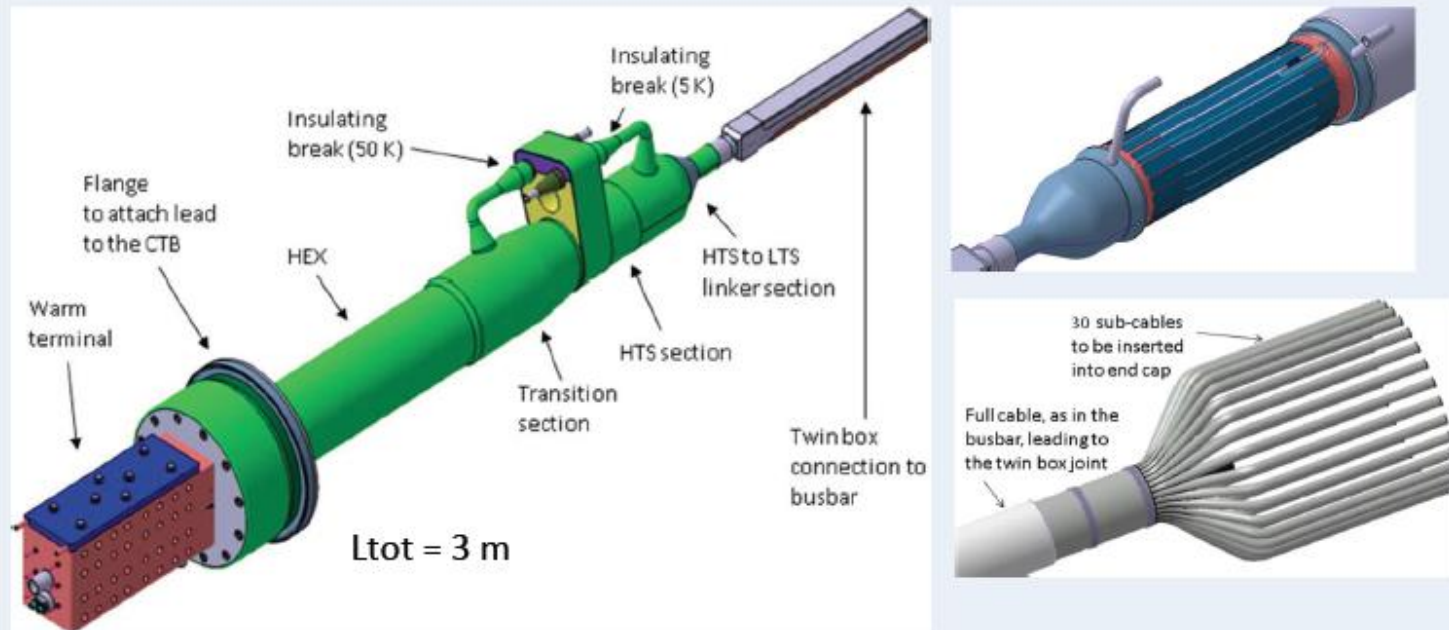 Insulating
break (5 K)
Insulating
break (50 K)
Flange
to attach lead
to the CTB
HEX
Warm
terminal
HTS to LTS
linker section
HTS section
Transition
section
Twin box
connection to
busbar
Ltot = 3 m
30 sub-cables
to be inserted
into end cap
Full cable, as in the
busbar, leading to
the twin box joint